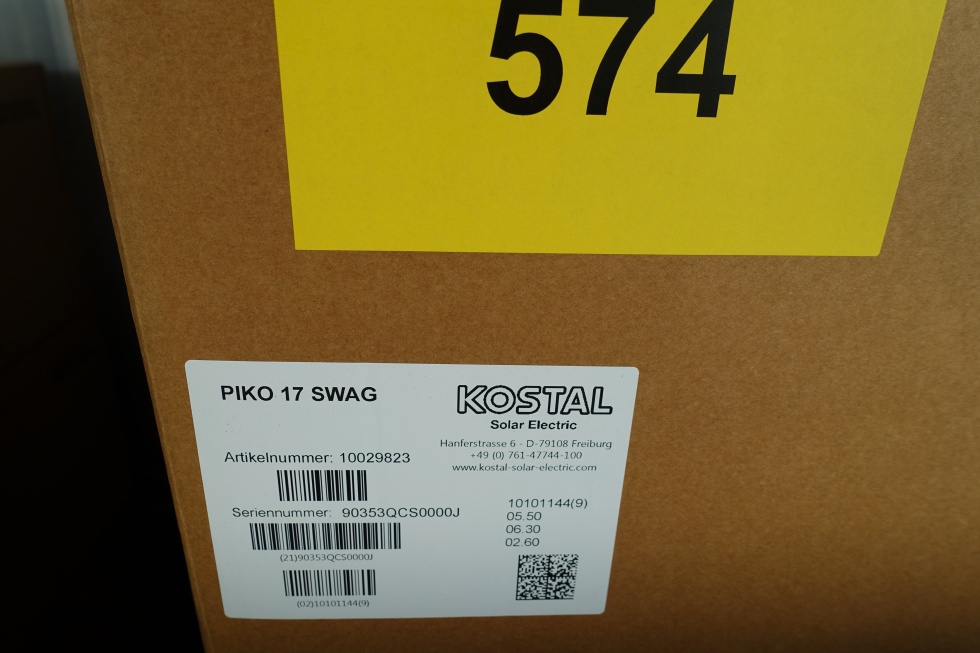 574
PIKO 17 SWAG
KOSTAL
Solar Electric
Hanferstrasse 6 - D-79108 Freiburg
+49 (0) 761-47744-100
www.kostal-solar-electric.com
Artikelnummer: 10029823
Seriennummer: 90353QCS0000J
(21)90353QCS0000J
(02)10101144(9)
10101144(9)
05.50
06.30
02.60